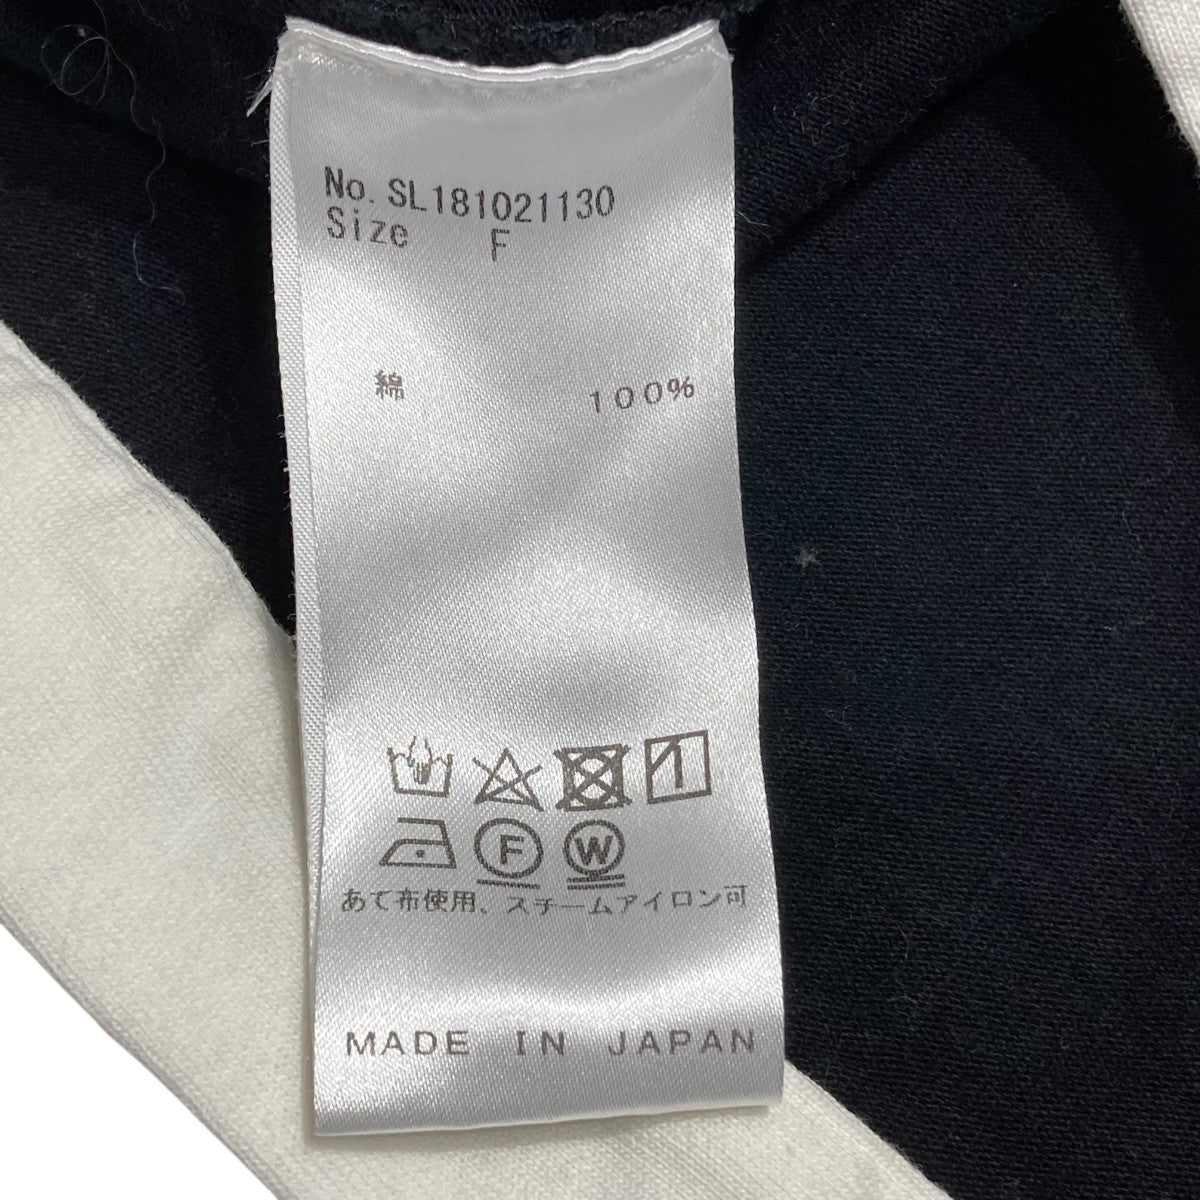 No.SL181021130
Size F
綿 100%
F W
あて布使用、スチームアイロン可
MADE IN JAPAN